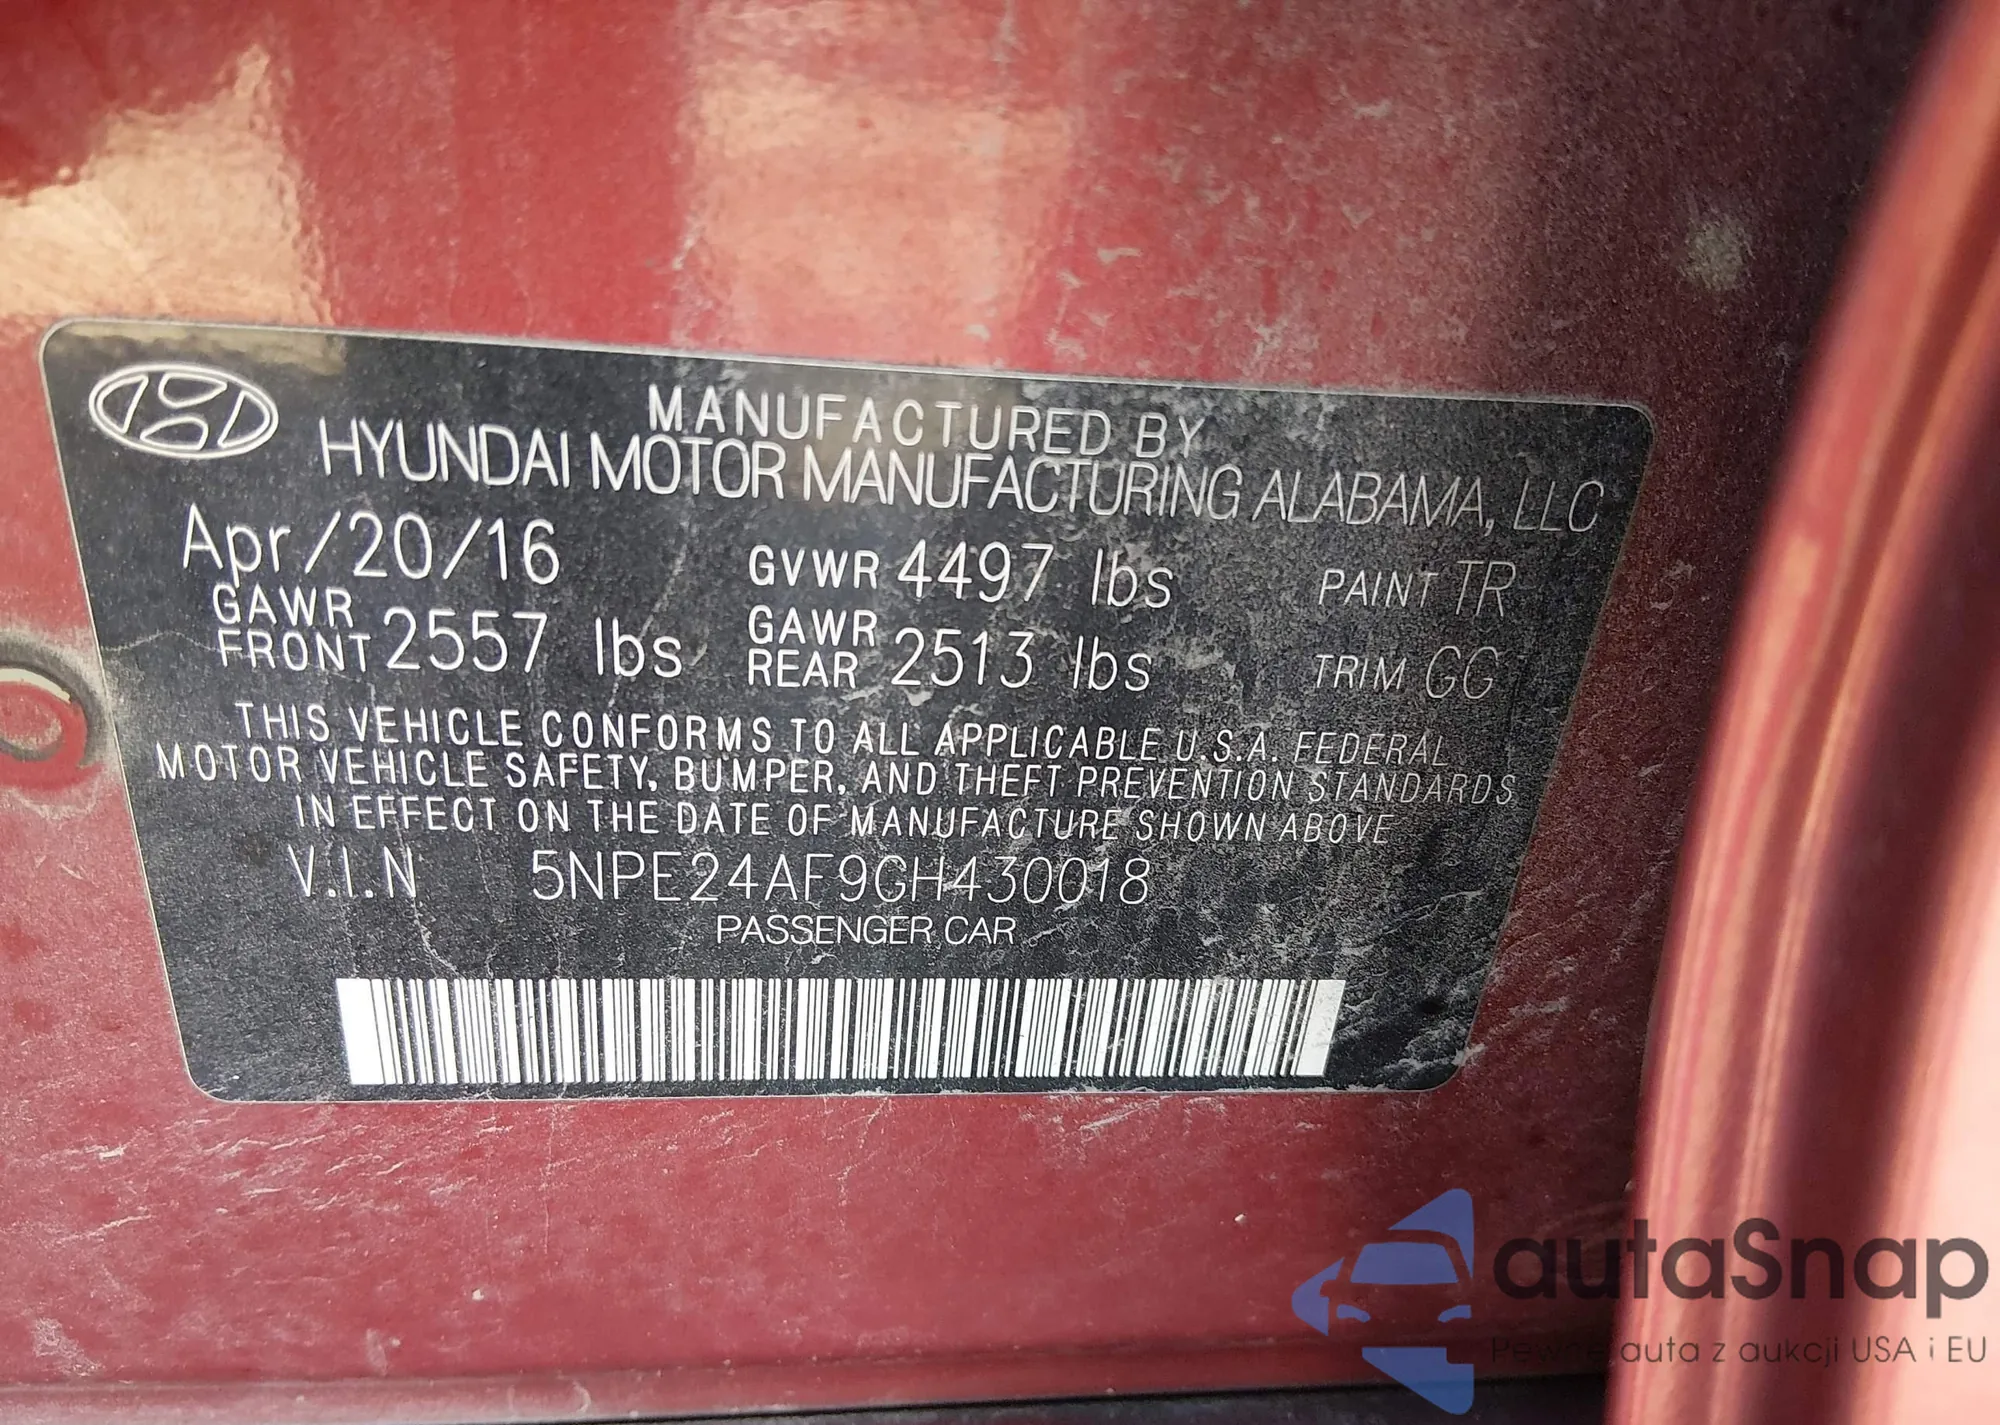 MANUFACTURED BY
HYUNDAI MOTOR MANUFACTURING ALABAMA, LLC
Apr/20/16 GVWR 4497 lbs PAINT TR
GAWR FRONT 2557 lbs GAWR REAR 2513 lbs TRIM GG
THIS VEHICLE CONFORMS TO ALL APPLICABLE U.S.A. FEDERAL
MOTOR VEHICLE SAFETY, BUMPER, AND THEFT PREVENTION STANDARDS
IN EFFECT ON THE DATE OF MANUFACTURE SHOWN ABOVE
V.I.N 5NPE24AF9GH430018
PASSENGER CAR
autaSnap
Pewne auta z aukcji USA i EU